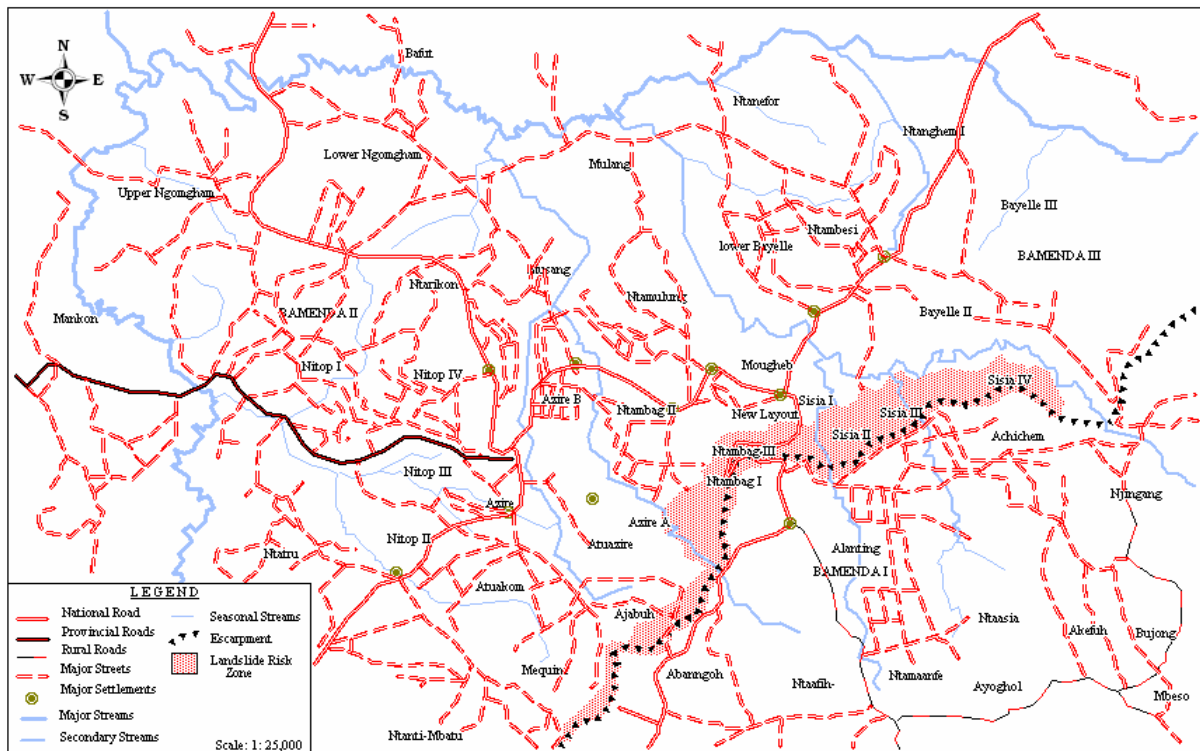 N
W E
S
Bafut
Ntanefor
Ntanghem I
Lower Ngomgham
Mulang
Upper Ngomgham
Bayelle III
Ntambesi
lower Bayelle
BAMENDA III
Ntarikon
Ntamulung
BAMENDA II
Mankon
Bayelle II
Nitop I
Mougheb
Nitop IV
Sisia IV
Azire B
Sisia I
Ntambag II
New Layout
Sisia III
Sisia II
Achichem
Ntambag III
Nitop III
Ntambag I
Njingang
Azire
Azire A
Nitop II
Atuazire
Alanting
Ntatru
BAMENDA I
Atuakom
Ajabuh
Ntaasia
Akefuh
Bujong
Mequin
Abanngoh
Ntaafih-
Ntamaanfe
Ayoghol
Mbeso
Ntanti-Mbatu
LEGEND
National Road
Provincial Roads
Rural Roads
Major Streets
Major Settlements
Major Streams
Secondary Streams
Seasonal Streams
Escarpment
Landslide Risk
Zone
Scale: 1: 25,000